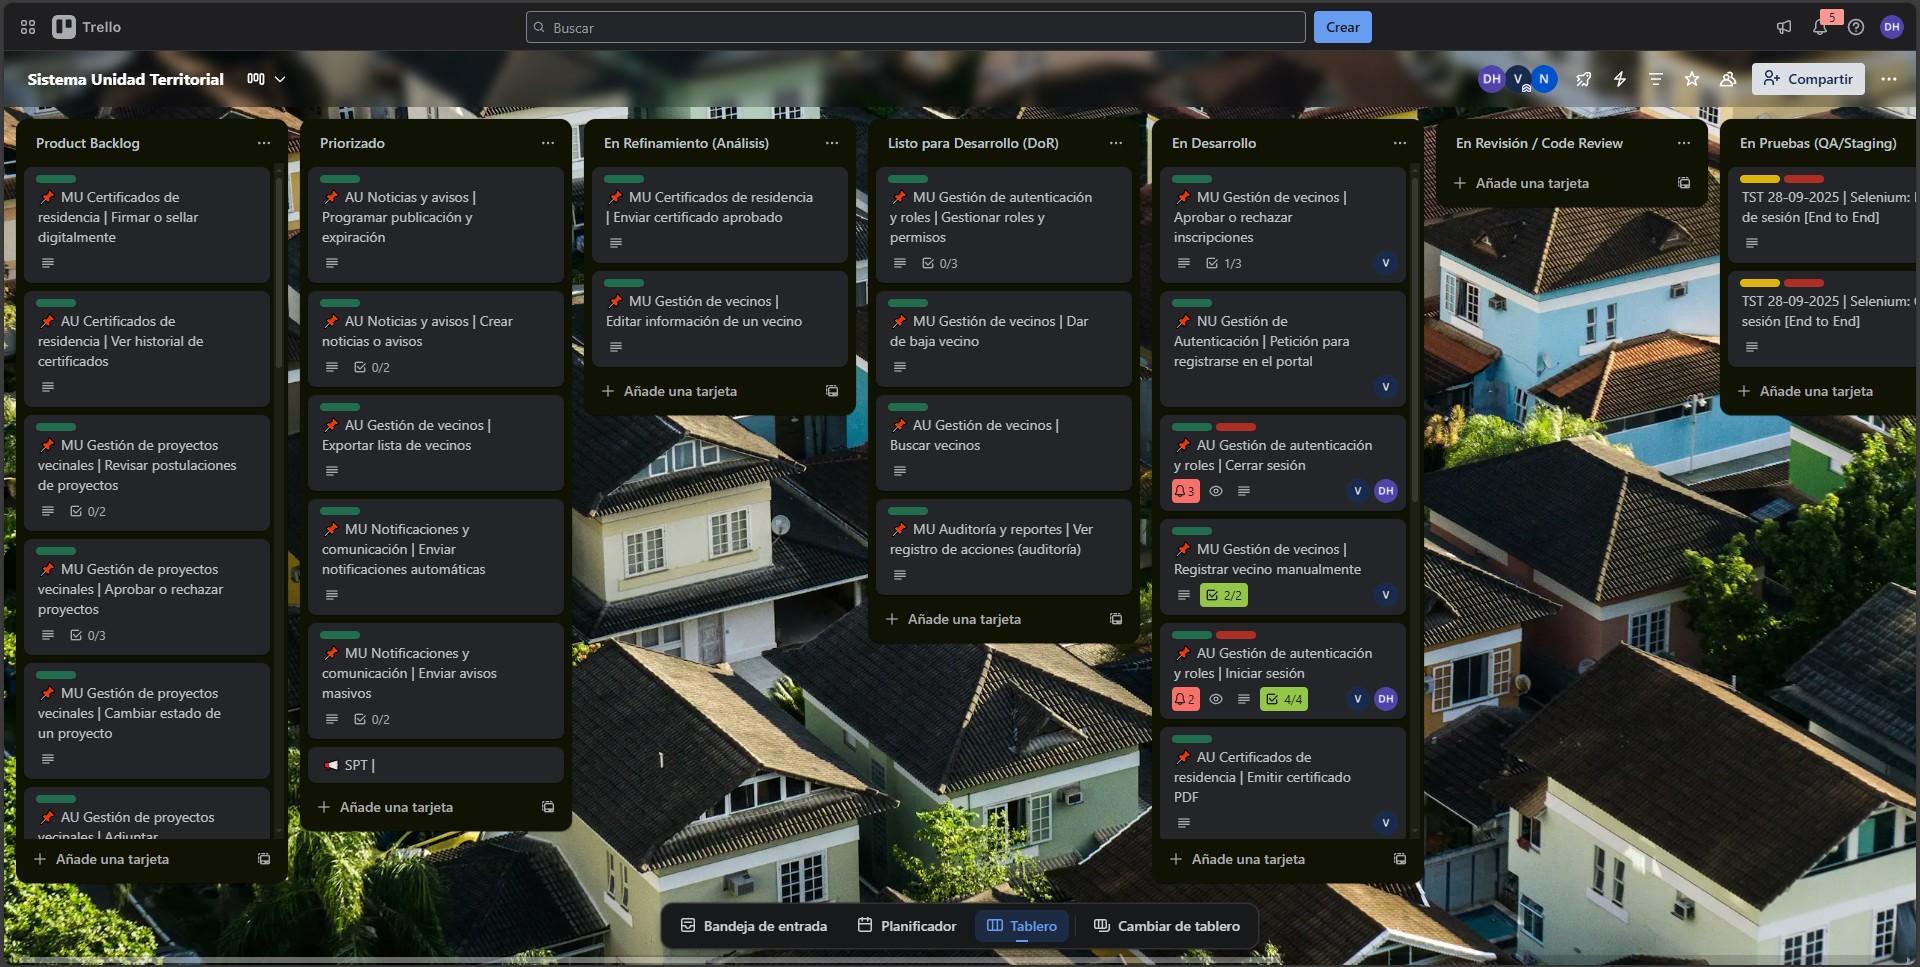 Trello
Buscar
Crear
5
DH
Sistema Unidad Territorial
DH
V
N
Compartir
Product Backlog
MU Certificados de
residencia | Firmar o sellar
digitalmente
AU Certificados de
residencia | Ver historial de
certificados
MU Gestión de proyectos
vecinales | Revisar postulaciones
de proyectos
0/2
MU Gestión de proyectos
vecinales | Aprobar o rechazar
proyectos
0/3
MU Gestión de proyectos
vecinales | Cambiar estado de
un proyecto
AU Gestión de proyectos
vecinales | Adjuntar
Añade una tarjeta
Priorizado
AU Noticias y avisos |
Programar publicación y
expiración
AU Noticias y avisos | Crear
noticias o avisos
0/2
AU Gestión de vecinos |
Exportar lista de vecinos
MU Notificaciones y
comunicación | Enviar
notificaciones automáticas
MU Notificaciones y
comunicación | Enviar avisos
masivos
0/2
SPT |
Añade una tarjeta
En Refinamiento (Análisis)
MU Certificados de residencia
| Enviar certificado aprobado
MU Gestión de vecinos |
Editar información de un vecino
Añade una tarjeta
Listo para Desarrollo (DoR)
MU Gestión de autenticación
y roles | Gestionar roles y
permisos
0/3
MU Gestión de vecinos | Dar
de baja vecino
AU Gestión de vecinos |
Buscar vecinos
MU Auditoría y reportes | Ver
registro de acciones (auditoría)
Añade una tarjeta
En Desarrollo
MU Gestión de vecinos |
Aprobar o rechazar
inscripciones
1/3
V
NU Gestión de
Autenticación | Petición para
registrarse en el portal
V
AU Gestión de autenticación
y roles | Cerrar sesión
3
V
DH
MU Gestión de vecinos |
Registrar vecino manualmente
2/2
V
AU Gestión de autenticación
y roles | Iniciar sesión
2
4/4
V
DH
AU Certificados de
residencia | Emitir certificado
PDF
V
Añade una tarjeta
En Revisión / Code Review
Añade una tarjeta
En Pruebas (QA/Staging)
TST 28-09-2025 | Selenium:
de sesión [End to End]
TST 28-09-2025 | Selenium:
sesión [End to End]
Añade una tarjeta
Bandeja de entrada
Planificador
Tablero
Cambiar de tablero